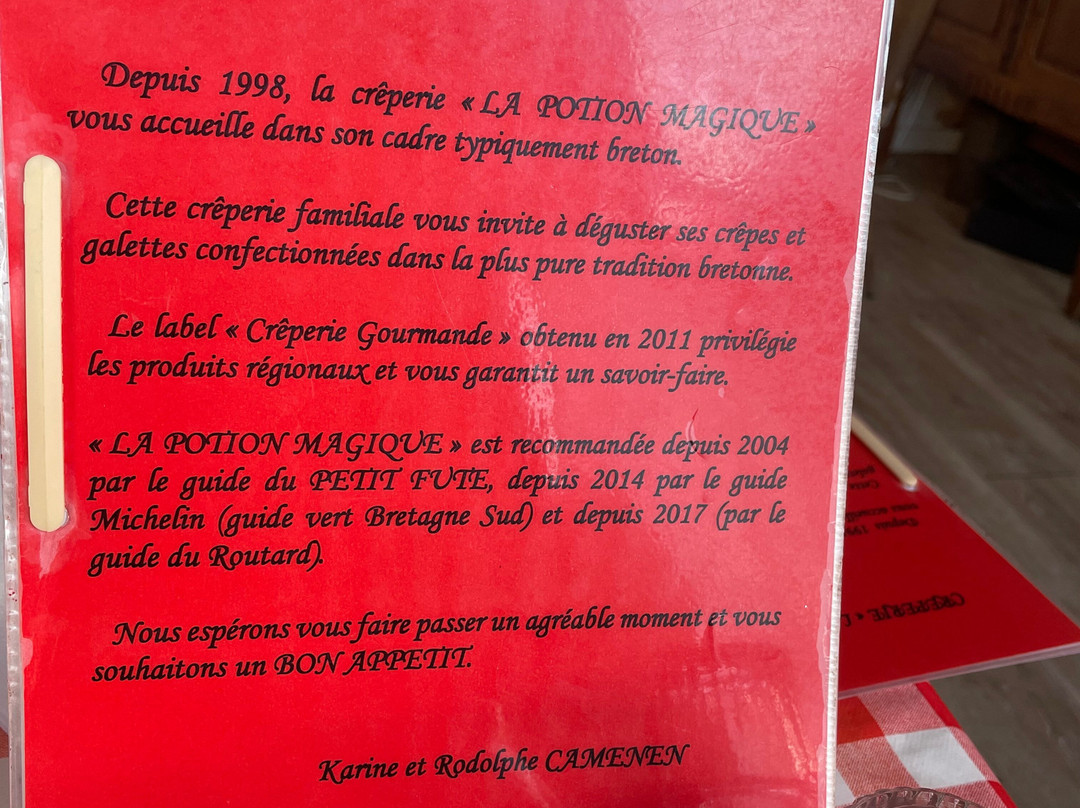 Depuis 1998, la crêperie « LA POTION MAGIQUE »
vous accueille dans son cadre typiquement breton.
Cette crêperie familiale vous invite à déguster ses crêpes et
galettes confectionnées dans la plus pure tradition bretonne.
Le label « Crêperie Gourmande » obtenu en 2011 privilégie
les produits régionaux et vous garantit un savoir-faire.
« LA POTION MAGIQUE » est recommandée depuis 2004
par le guide du PETIT FUTE, depuis 2014 par le guide
Michelin (guide vert Bretagne Sud) et depuis 2017 (par le
guide du Routard).
Nous espérons vous faire passer un agréable moment et vous
souhaitons un BON APPETIT.
Karine et Rodolphe CAMENEN
CRÊPERIE «
Depuis 199
Cette